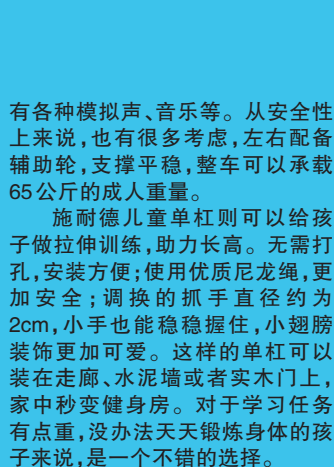 有各种模拟声、音乐等。从安全性
上来说，也有很多考虑，左右配备
辅助轮，支撑平稳，整车可以承载
65公斤的成人重量。
施耐德儿童单杠则可以给孩
子做拉伸训练，助力长高。无需打
孔，安装方便；使用优质尼龙绳，更
加安全；调换的抓手直径约为
2cm，小手也能稳稳握住，小翅膀
装饰更加可爱。这样的单杠可以
装在走廊、水泥墙或者实木门上，
家中秒变健身房。对于学习任务
有点重，没办法天天锻炼身体的孩
子来说，是一个不错的选择。